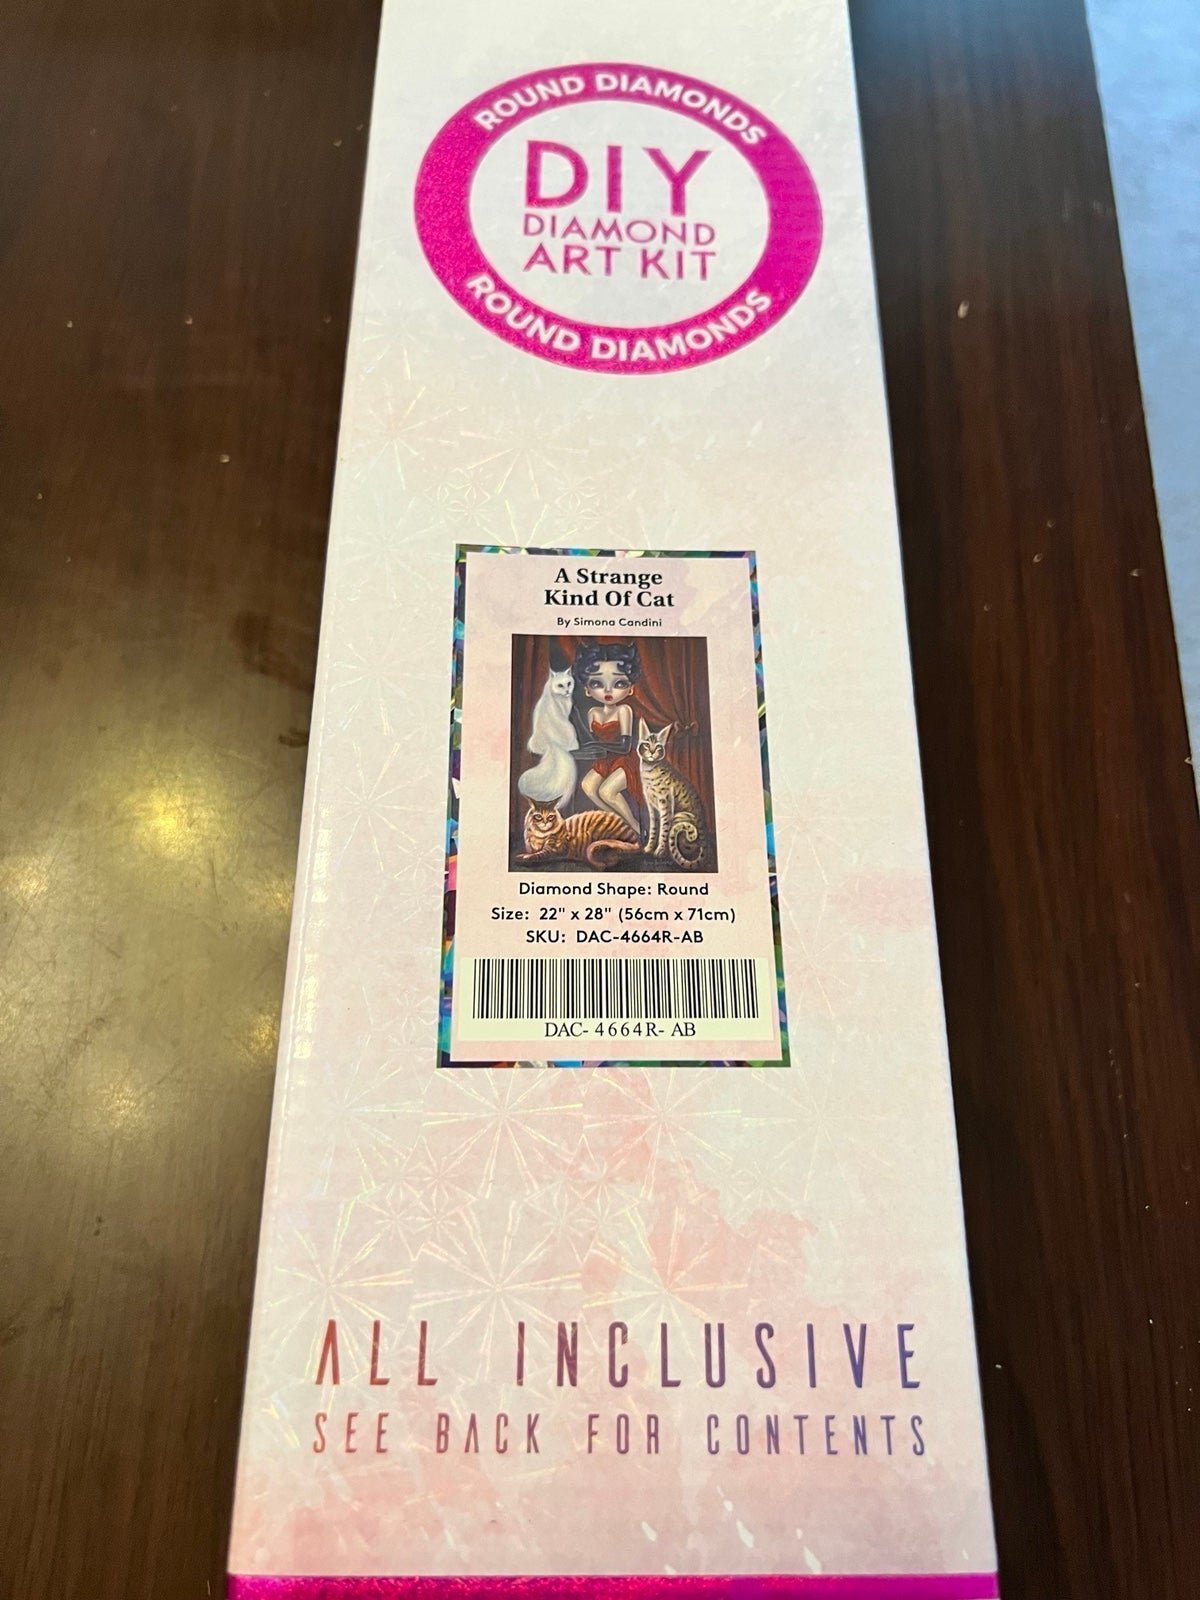 ROUND DIAMONDS
DIY
DIAMOND
ART KIT
ROUND DIAMONDS
A Strange
Kind Of Cat
By Simona Candini
Diamond Shape: Round
Size: 22" x 28" (56cm x 71cm)
SKU: DAC-4664R-AB
DAC- 4664R- AB
ALL INCLUSIVE
SEE BACK FOR CONTENTS